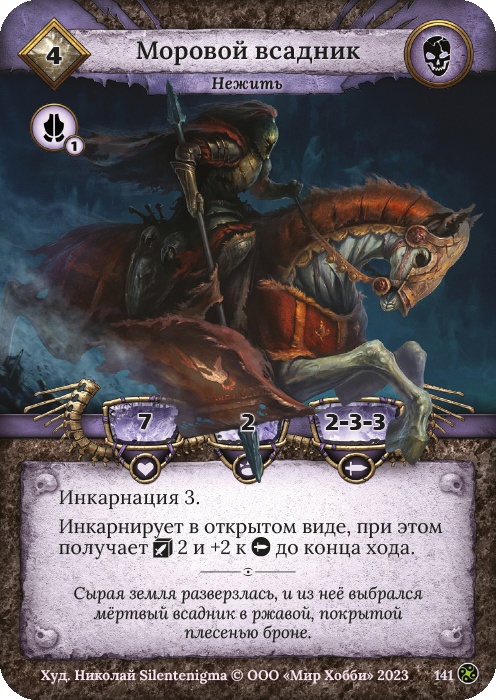 4
Моровой всадник
Нежить
1
7
2
2-3-3
Инкарнация 3.
Инкарнирует в открытом виде, при этом
получает 2 и +2 к до конца хода.
Сырая земля разверзлась, и из неё выбрался
мёртвый всадник в ржавой, покрытой
плесенью броне.
Худ. Николай Silentenigma © ООО «Мир Хобби» 2023 141